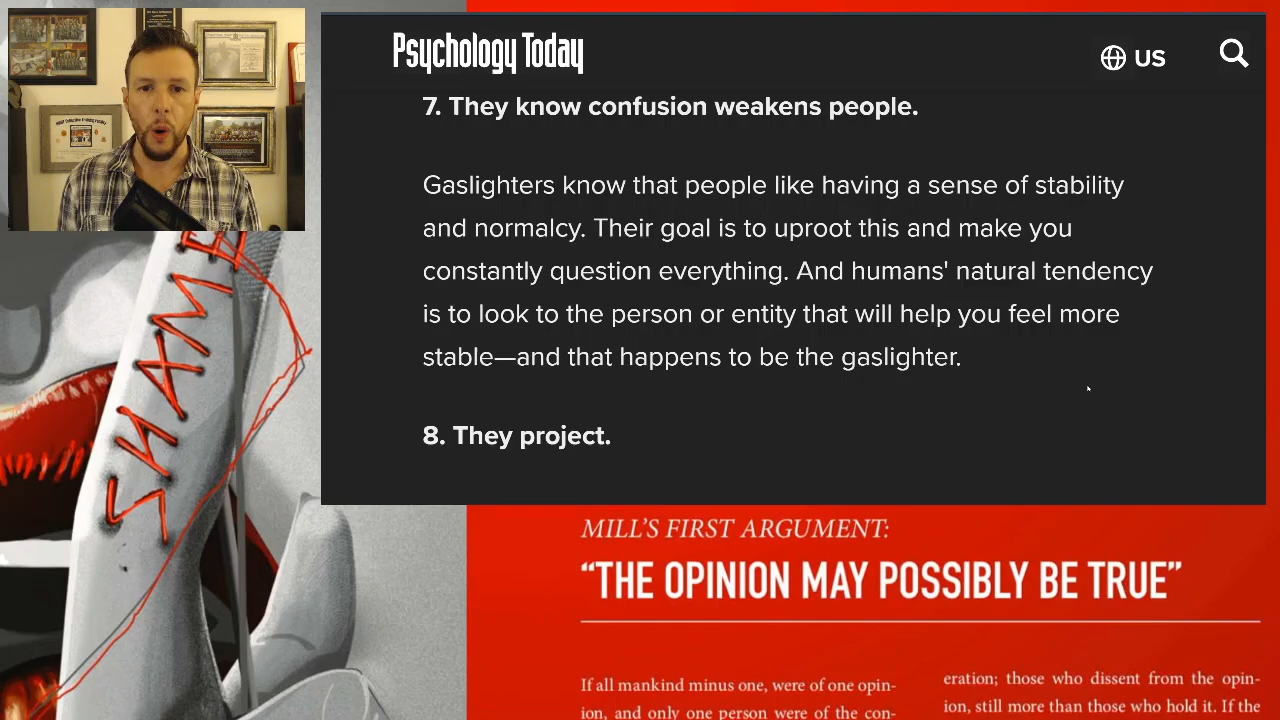 Psychology Today
US
7. They know confusion weakens people.
Gaslighters know that people like having a sense of stability
and normalcy. Their goal is to uproot this and make you
constantly question everything. And humans' natural tendency
is to look to the person or entity that will help you feel more
stable—and that happens to be the gaslighter.
8. They project.
SHAME
MILL'S FIRST ARGUMENT:
“THE OPINION MAY POSSIBLY BE TRUE”
If all mankind minus one, were of one opin-
ion, and only one person were of the con-
eration; those who dissent from the opin-
ion, still more than those who hold it. If the